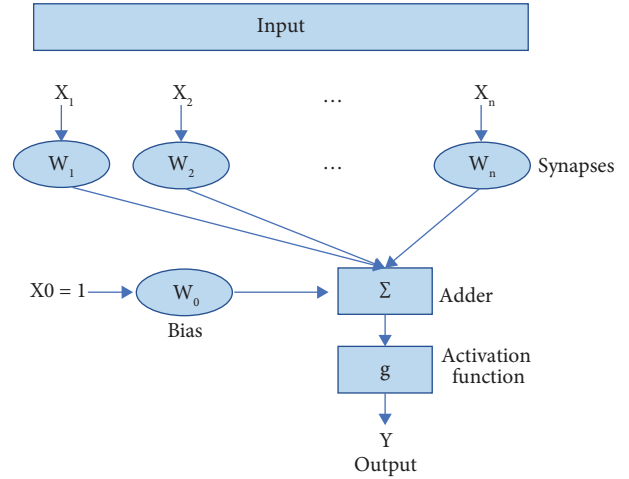 Input
X1 X2 ... Xn
W1 W2 ... Wn Synapses
X0 = 1 W0 Σ Adder
Bias
g Activation function
Y
Output